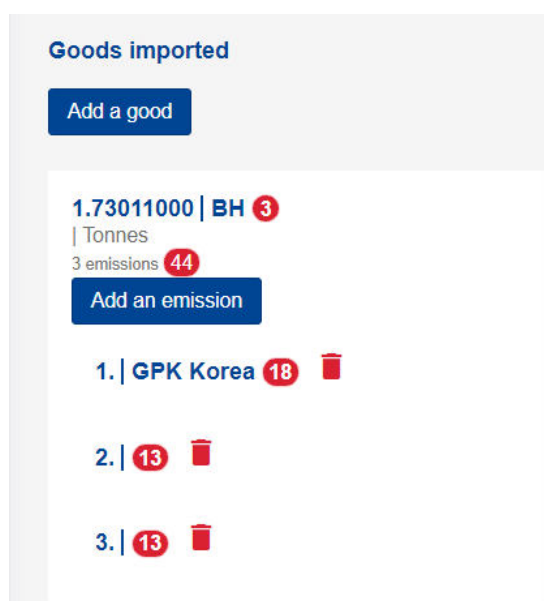 Goods imported
Add a good
1.73011000 | BH 3
| Tonnes
3 emissions 44
Add an emission
1. | GPK Korea 18
2. | 13
3. | 13